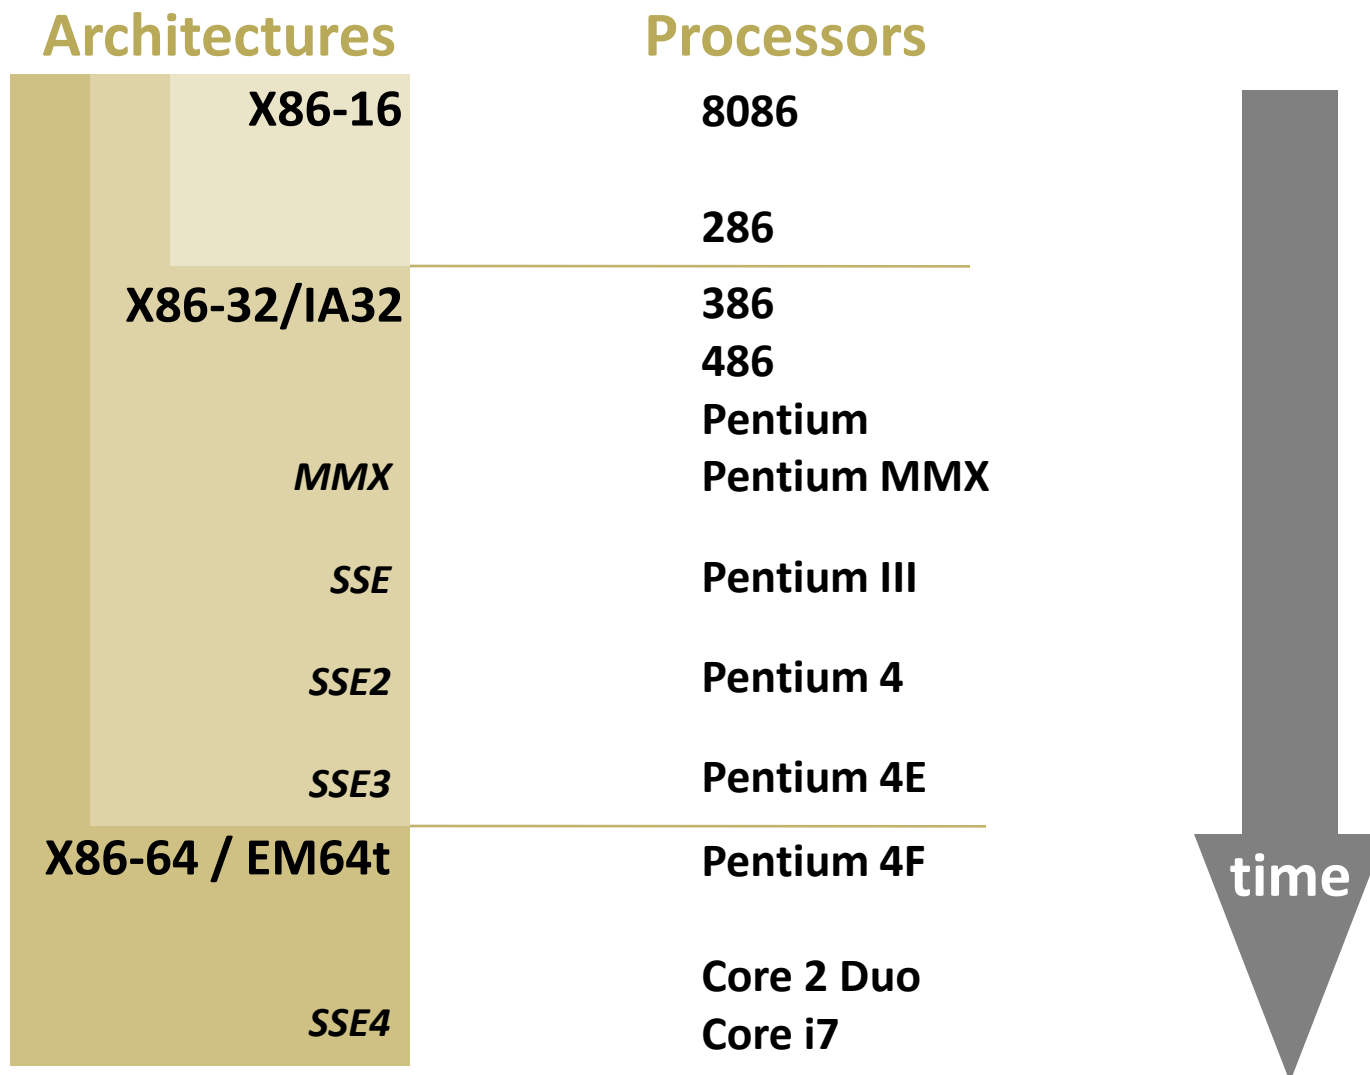 Architectures Processors
X86-16 8086
286
X86-32/IA32 386
486
Pentium
MMX Pentium MMX
SSE Pentium III
SSE2 Pentium 4
SSE3 Pentium 4E
X86-64 / EM64t Pentium 4F
time
Core 2 Duo
SSE4 Core i7